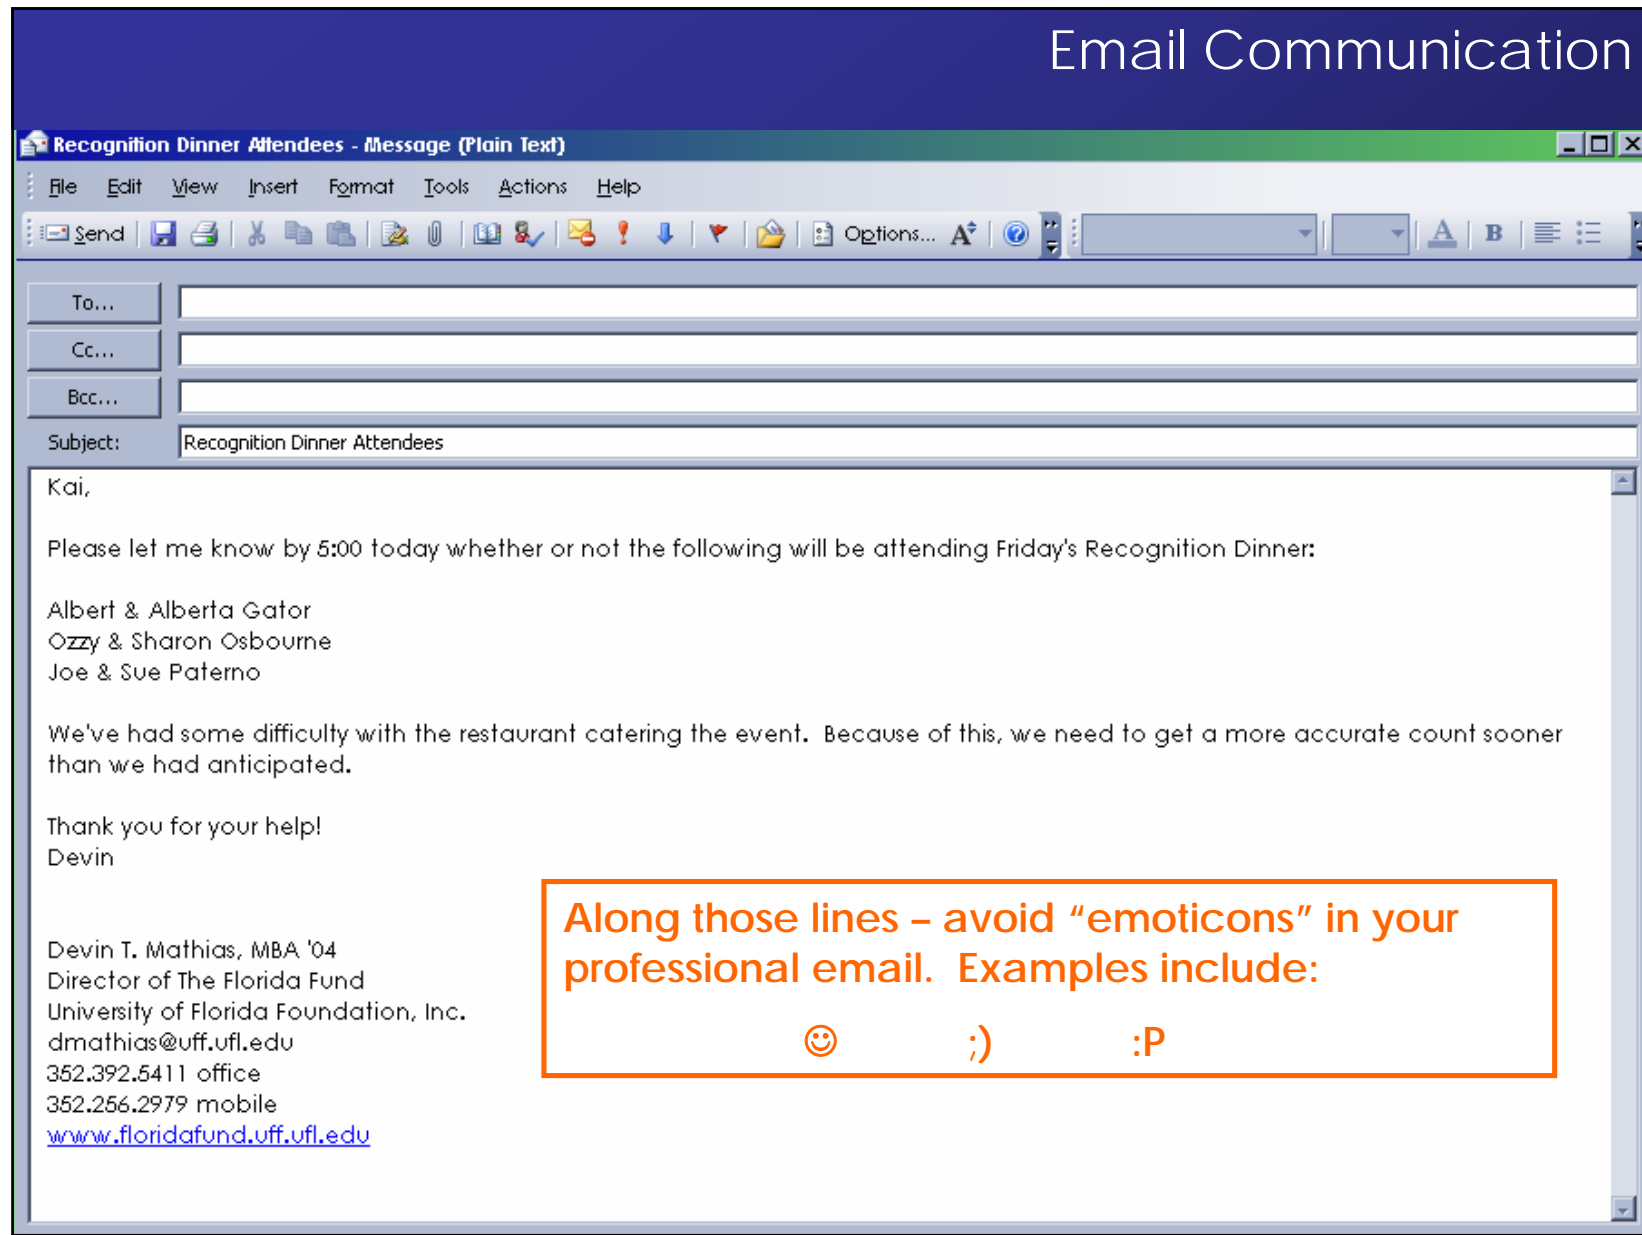 Email Communication
Recognition Dinner Attendees - Message (Plain Text)
File Edit View Insert Format Tools Actions Help
Send Options...
To...
Cc...
Bcc...
Subject: Recognition Dinner Attendees
Kai,
Please let me know by 5:00 today whether or not the following will be attending Friday's Recognition Dinner:
Albert & Alberta Gator
Ozzy & Sharon Osbourne
Joe & Sue Paterno
We've had some difficulty with the restaurant catering the event.  Because of this, we need to get a more accurate count sooner
than we had anticipated.
Thank you for your help!
Devin
Devin T. Mathias, MBA '04
Director of The Florida Fund
University of Florida Foundation, Inc.
dmathias@uff.ufl.edu
352.392.5411 office
352.256.2979 mobile
www.floridafund.uff.ufl.edu
Along those lines – avoid “emoticons” in your
professional email.  Examples include:
☺ ;) :P